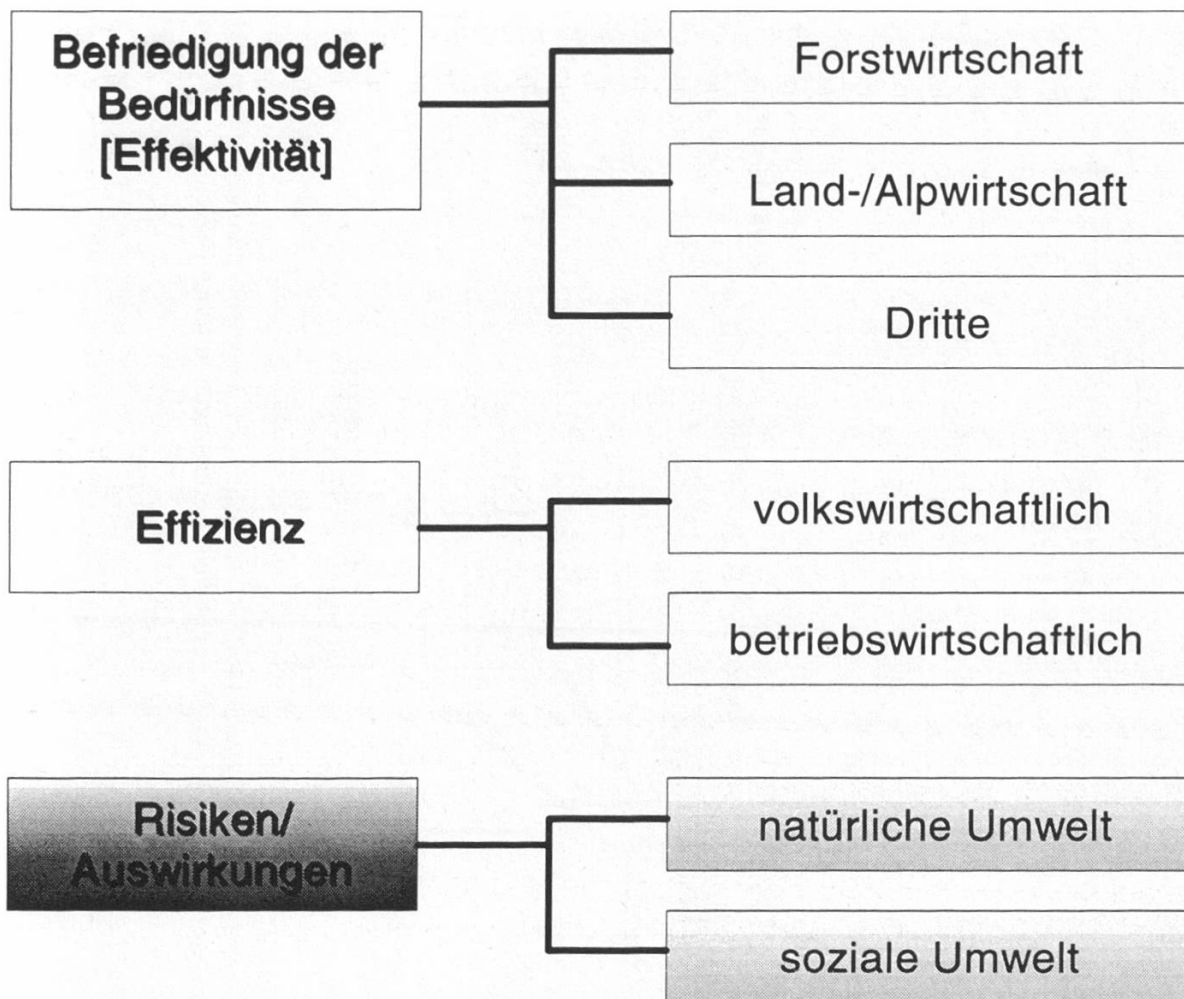 Befriedigung der
Bedürfnisse
[Effektivität]
Forstwirtschaft
Land-/Alpwirtschaft
Dritte
Effizienz
volkswirtschaftlich
betriebswirtschaftlich
Risiken/
Auswirkungen
natürliche Umwelt
soziale Umwelt